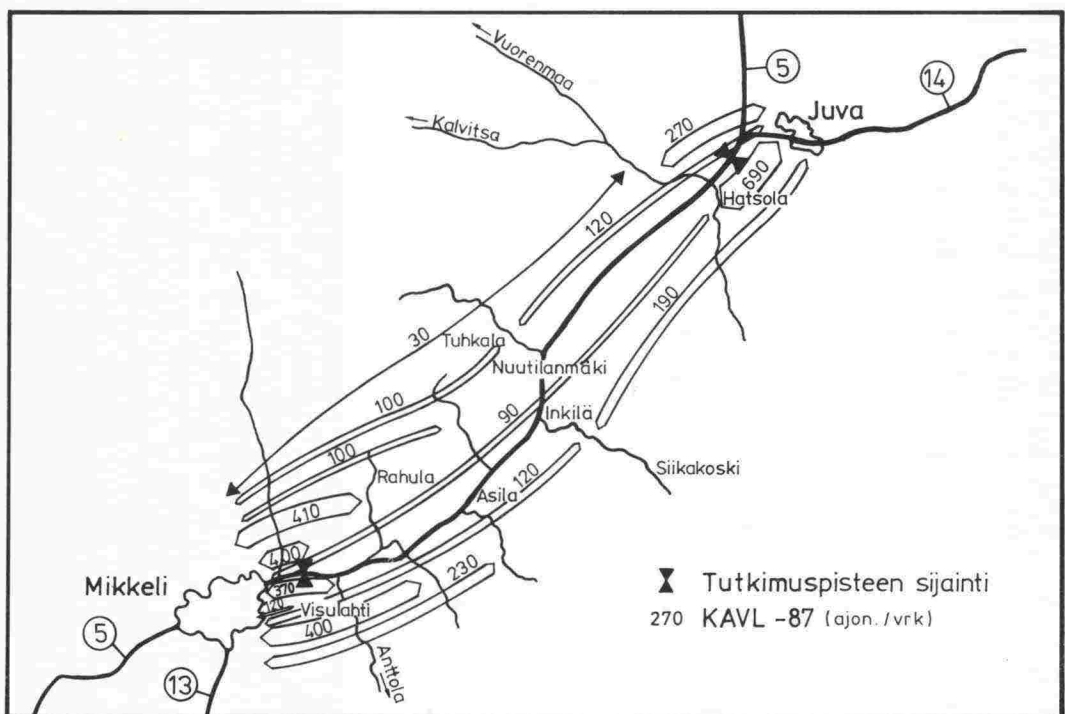 Vuorenmaa
5
14
Juva
Kalvitsa
270
690
Hatsola
120
190
30
Tuhkala
Nuutilanmäki
100
90
Inkilä
100
Siikakoski
Rahula
120
Asila
410
400
230
Mikkeli
370
120
Visulahti
400
Tutkimuspisteen sijainti
270 KAVL -87 (ajon./vrk)
5
Anttola
13